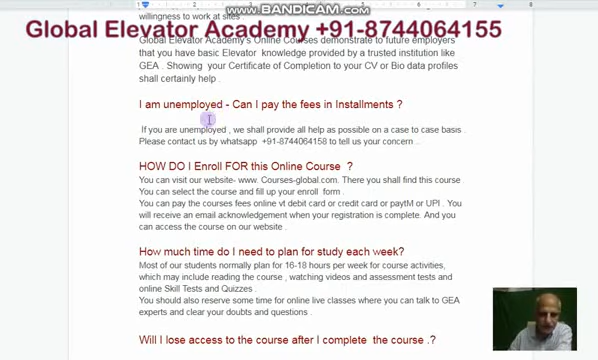 www.BANDICAM.com
willingness to work at sites
Global Elevator Academy +91-8744064155
Global Elevator Academy's Online Courses demonstrate to future employers
that you have basic Elevator knowledge provided by a trusted institution like
GEA . Showing your Certificate of Completion to your CV or Bio data profiles
shall certainly help .
I am unemployed - Can I pay the fees in Installments ?
If you are unemployed , we shall provide all help as possible on a case to case basis .
Please contact us by whatsapp +91-8744064158 to tell us your concern ..
HOW DO I Enroll FOR this Online Course ?
You can visit our website- www. Courses-global.com. There you shall find this course .
You can select the course and fill up your enroll form .
You can pay the courses fees online vt debit card or credit card or paytM or UPI . You
will receive an email acknowledgement when your registration is complete. And you
can access the course on our website .
How much time do I need to plan for study each week?
Most of our students normally plan for 16-18 hours per week for course activities,
which may include reading the course , watching videos and assessment tests and
online Skill Tests and Quizzes .
You should also reserve some time for online live classes where you can talk to GEA
experts and clear your doubts and questions .
Will I lose access to the course after I complete the course .?